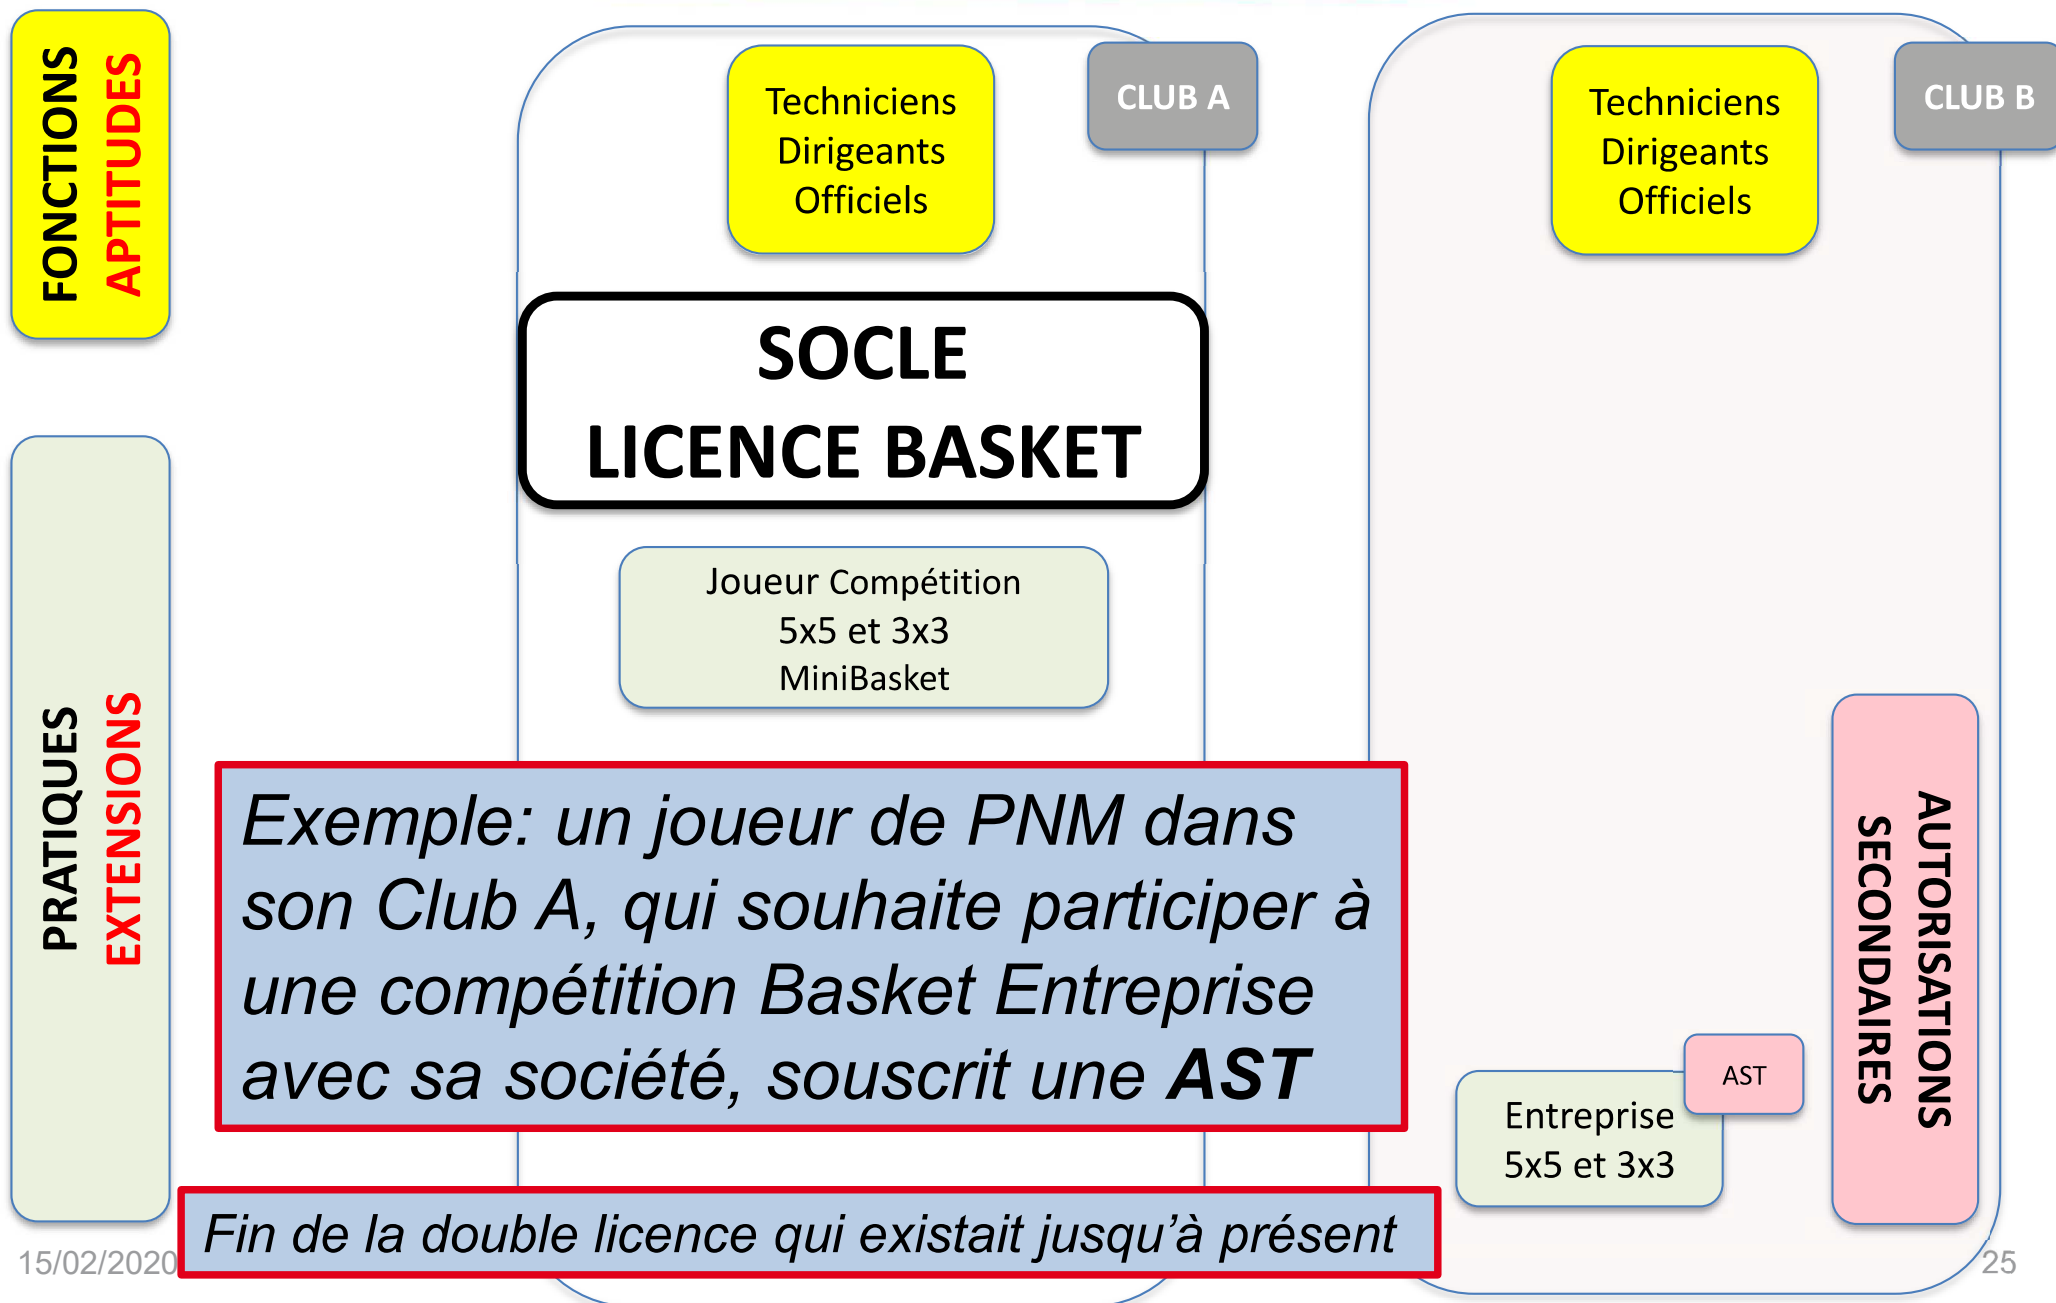 FONCTIONS
APTITUDES
Techniciens
Dirigeants
Officiels
CLUB A
Techniciens
Dirigeants
Officiels
CLUB B
SOCLE
LICENCE BASKET
Joueur Compétition
5x5 et 3x3
MiniBasket
PRATIQUES
EXTENSIONS
Exemple: un joueur de PNM dans
son Club A, qui souhaite participer à
une compétition Basket Entreprise
avec sa société, souscrit une AST
AUTORISATIONS
SECONDAIRES
AST
Entreprise
5x5 et 3x3
Fin de la double licence qui existait jusqu’à présent
15/02/2020
25